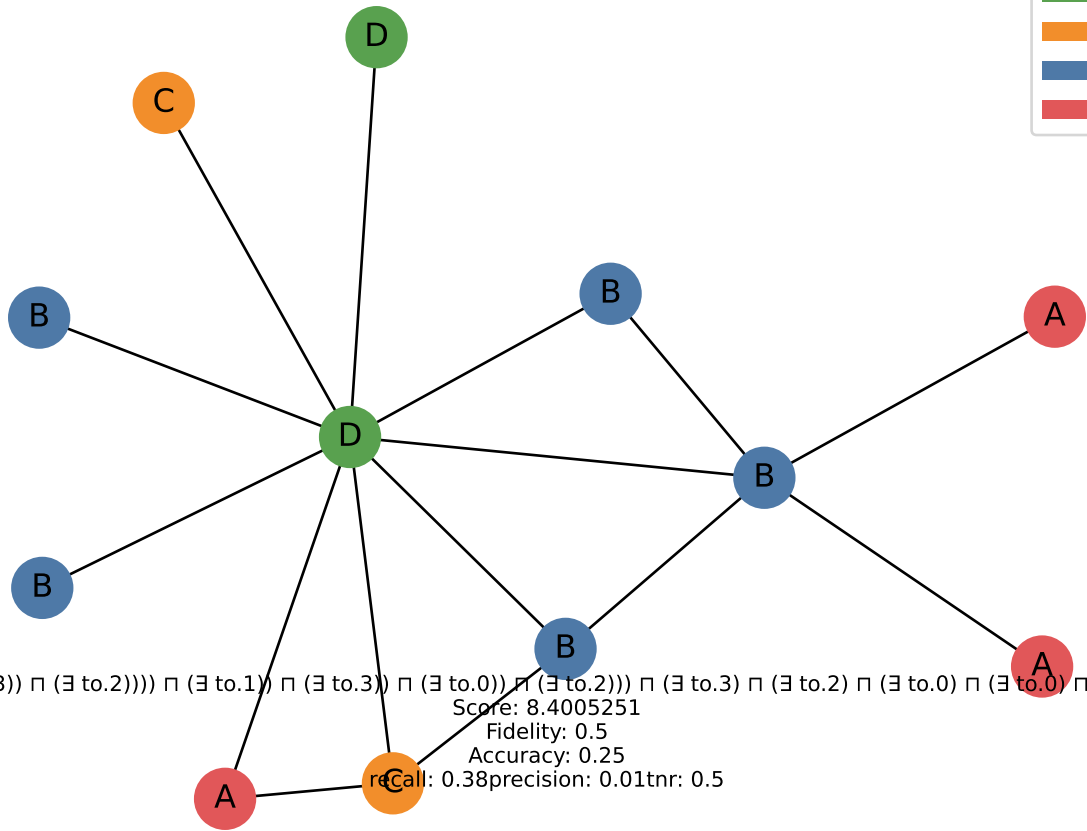 D
C
B
B
A
D
B
B
B
A
3)) ⊓ (∃ to.2)))) ⊓ (∃ to.1)) ⊓ (∃ to.3)) ⊓ (∃ to.0)) ⊓ (∃ to.2))) ⊓ (∃ to.3) ⊓ (∃ to.2) ⊓ (∃ to.0) ⊓ (∃ to.0) ⊓
Score: 8.4005251
Fidelity: 0.5
Accuracy: 0.25
recall: 0.38precision: 0.01tnr: 0.5
C
A